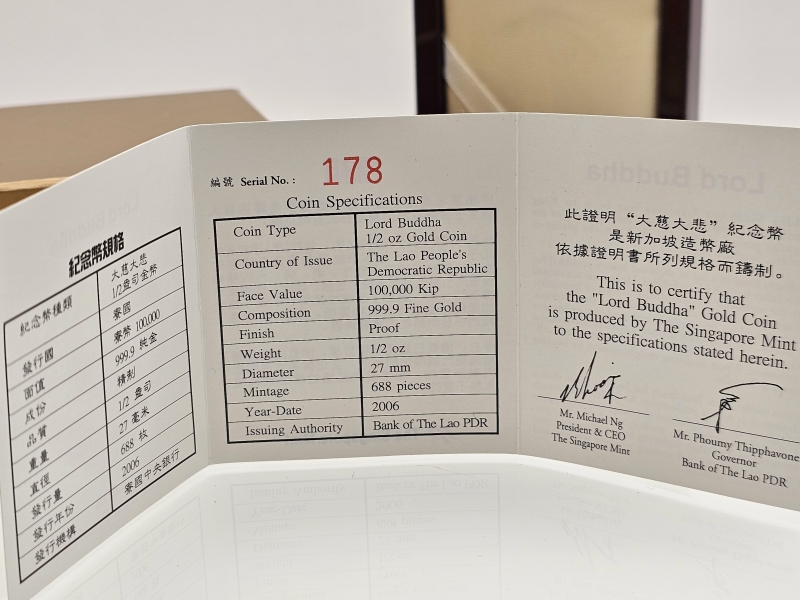 紀念幣規格
紀念幣種類 大慈大悲
1/2盎司金幣
發行國 寮國
面值 寮幣 100,000
成份 999.9 純金
品質 精制
重量 1/2 盎司
直徑 27 毫米
發行量 688 枚
發行年份 2006
發行機構 寮國中央銀行
編號 Serial No. : 178
Coin Specifications
Coin Type Lord Buddha
1/2 oz Gold Coin
Country of Issue The Lao People's
Democratic Republic
Face Value 100,000 Kip
Composition 999.9 Fine Gold
Finish Proof
Weight 1/2 oz
Diameter 27 mm
Mintage 688 pieces
Year-Date 2006
Issuing Authority Bank of The Lao PDR
此證明“大慈大悲”紀念幣
是新加坡造幣廠
依據證明書所列規格而鑄制。
This is to certify that
the "Lord Buddha" Gold Coin
is produced by The Singapore Mint
to the specifications stated herein.
Mr. Michael Ng
President & CEO
The Singapore Mint
Mr. Phoumy Thipphavone
Governor
Bank of The Lao PDR